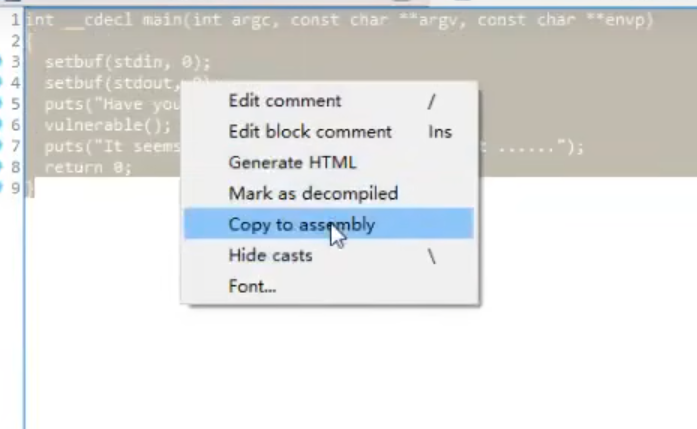 1 int __cdecl main(int argc, const char **argv, const char **envp)
2 {
3 setbuf(stdin, 0);
4 setbuf(stdout, 0);
5 puts("Have you
6 vulnerable();
7 puts("It seems t ......");
8 return 0;
9 }
Edit comment /
Edit block comment Ins
Generate HTML
Mark as decompiled
Copy to assembly
Hide casts \
Font...